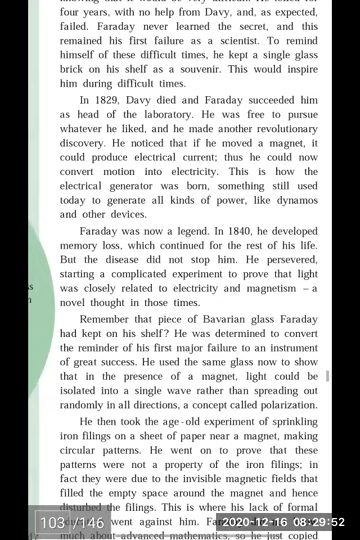 four years, with no help from Davy, and, as expected,
failed. Faraday never learned the secret, and this
remained his first failure as a scientist. To remind
himself of these difficult times, he kept a single glass
brick on his shelf as a souvenir. This would inspire
him during difficult times.
In 1829, Davy died and Faraday succeeded him
as head of the laboratory. He was free to pursue
whatever he liked, and he made another revolutionary
discovery. He noticed that if he moved a magnet, it
could produce electrical current; thus he could now
convert motion into electricity. This is how the
electrical generator was born, something still used
today to generate all kinds of power, like dynamos
and other devices.
Faraday was now a legend. In 1840, he developed
memory loss, which continued for the rest of his life.
But the disease did not stop him. He persevered,
starting a complicated experiment to prove that light
was closely related to electricity and magnetism – a
novel thought in those times.
Remember that piece of Bavarian glass Faraday
had kept on his shelf? He was determined to convert
the reminder of his first major failure to an instrument
of great success. He used the same glass now to show
that in the presence of a magnet, light could be
isolated into a single wave rather than spreading out
randomly in all directions, a concept called polarization.
He then took the age-old experiment of sprinkling
iron filings on a sheet of paper near a magnet, making
circular patterns. He went on to prove that these
patterns were not a property of the iron filings; in
fact they were due to the invisible magnetic fields that
filled the empty space around the magnet and hence
disturbed the filings. This is where his lack of formal
went against him.
103 /146
2020-12-16 08:29:52
much about advanced mathematics, so he just copied